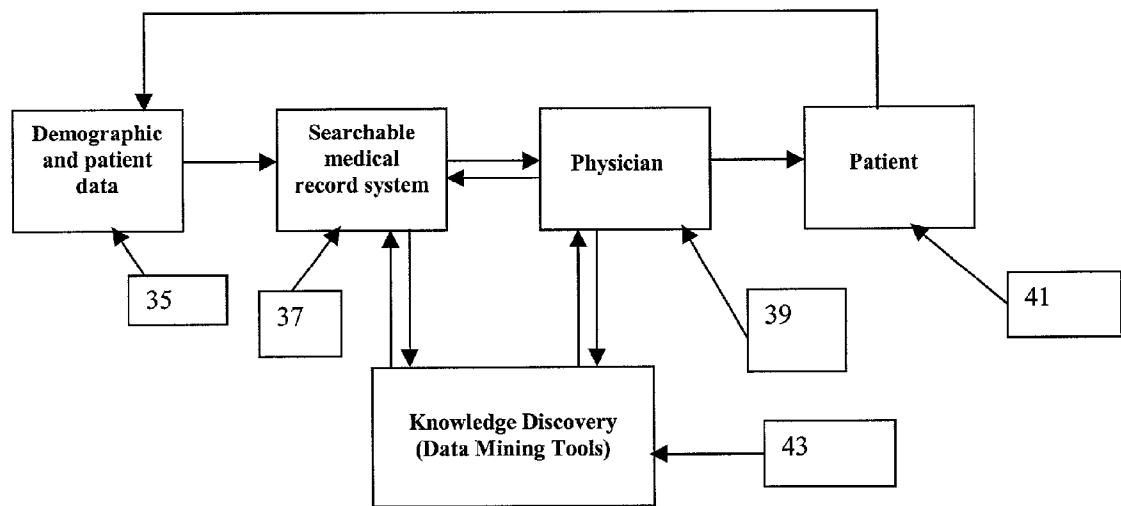 Demographic
and patient
data
Searchable
medical
record system
Physician
Patient
35
37
39
41
Knowledge Discovery
(Data Mining Tools)
43